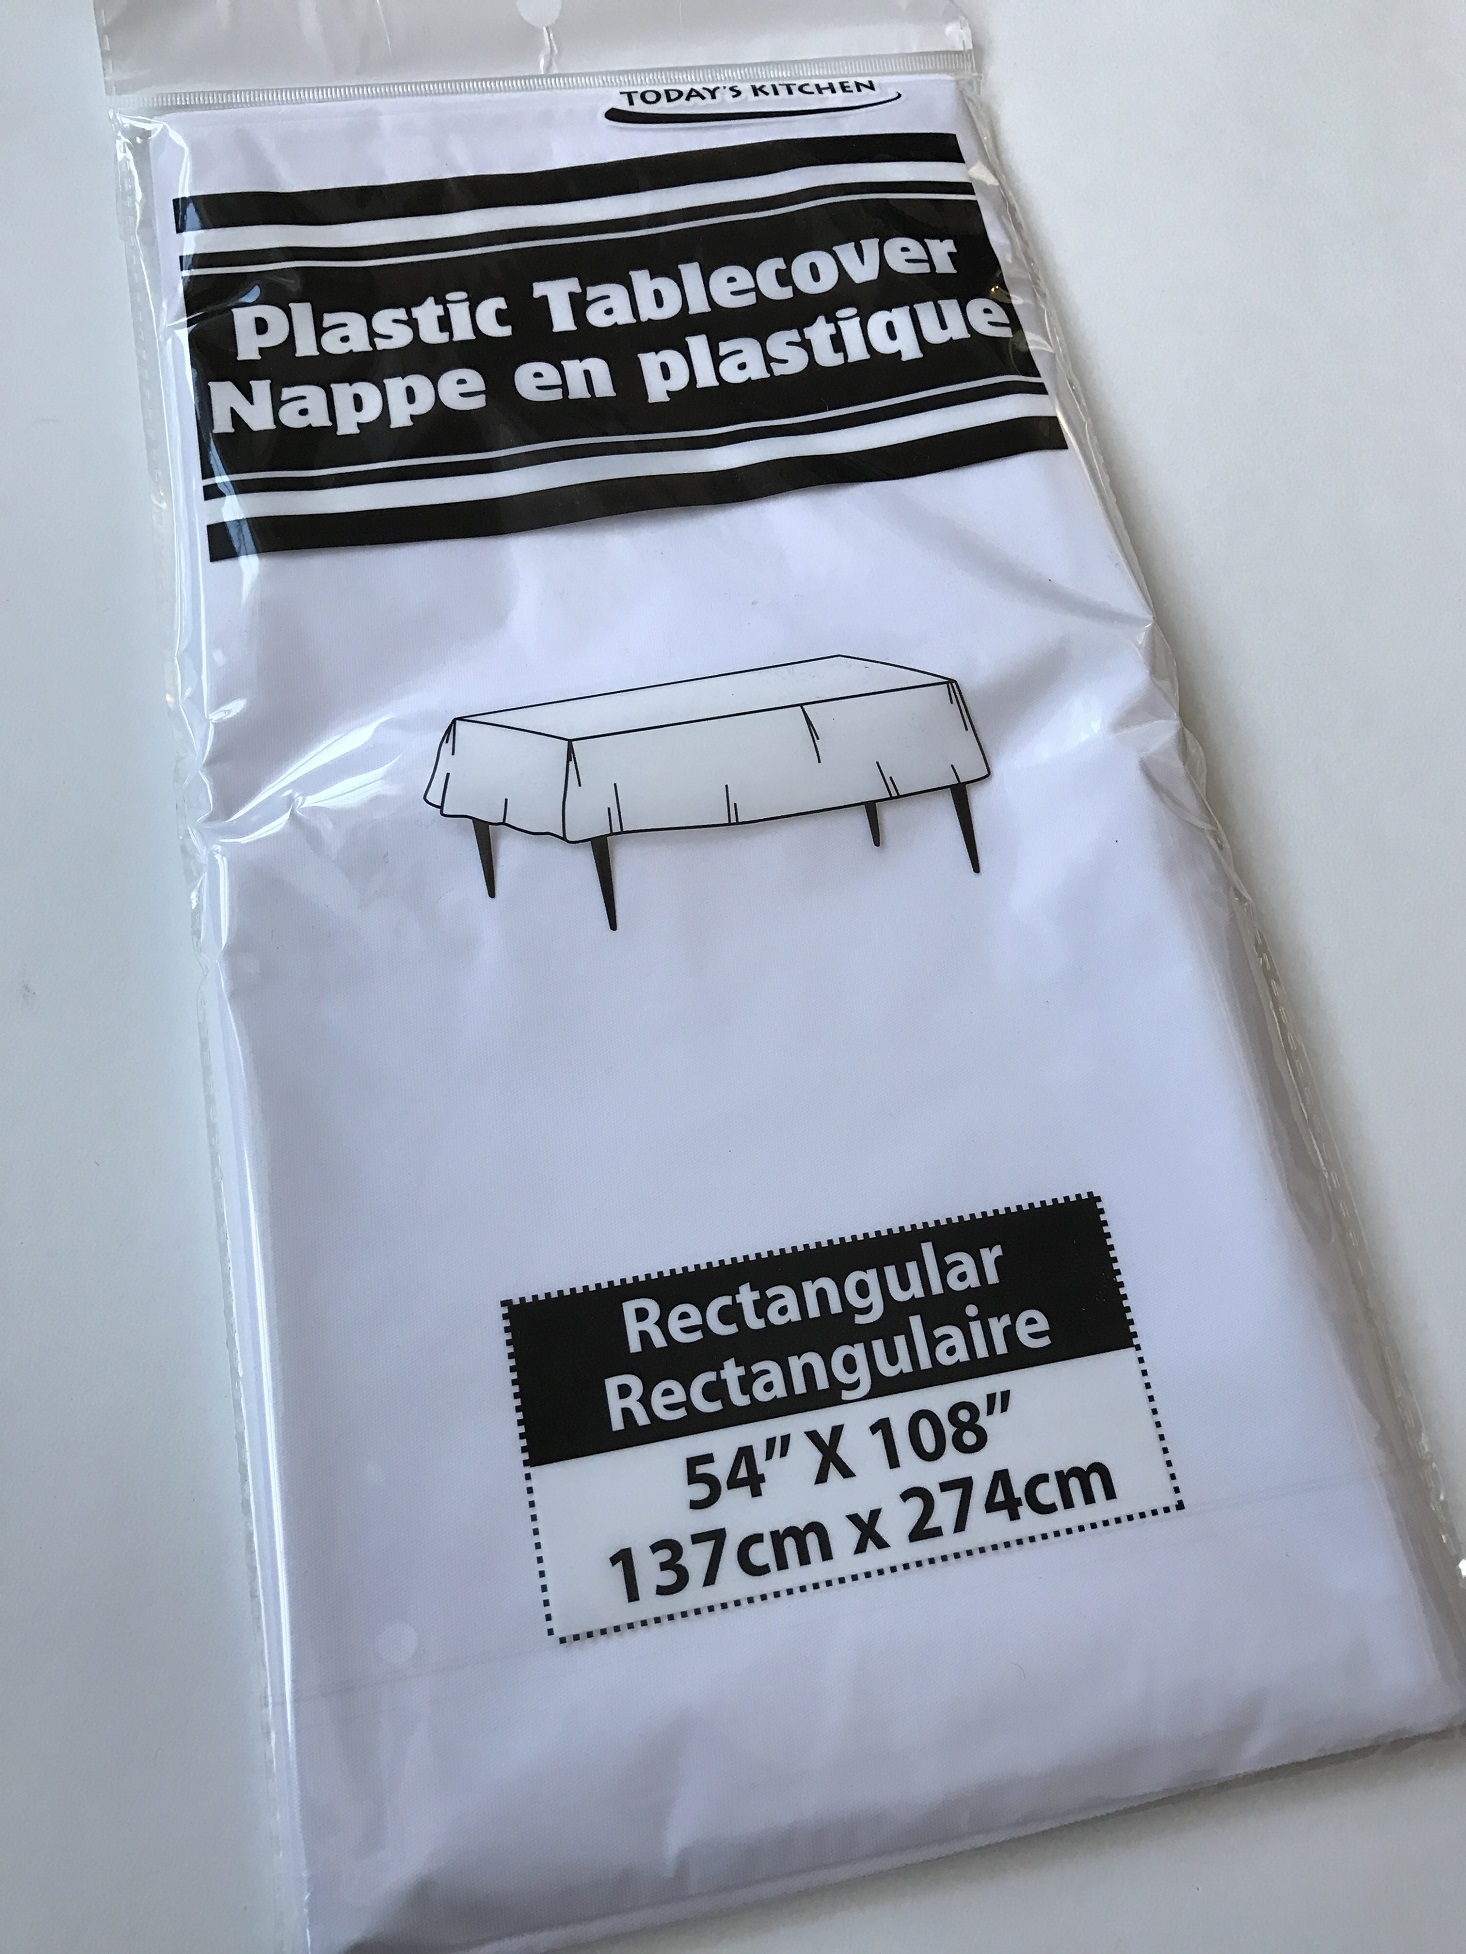 TODAY'S KITCHEN
Plastic Tablecover
Nappe en plastique
Rectangular
Rectangulaire
54" X 108"
137cm x 274cm